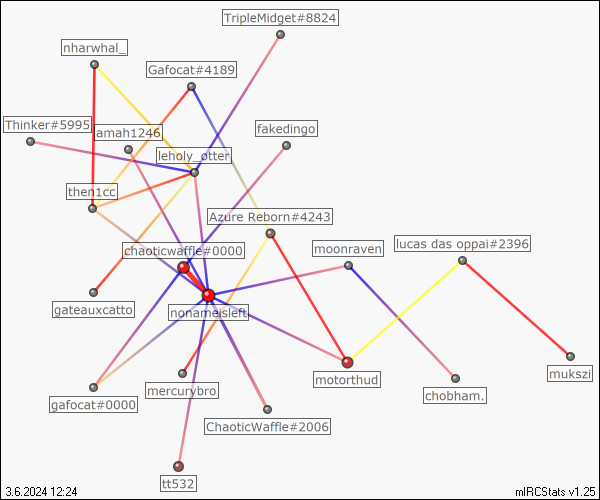 TripleMidget#8824
nharwhal_
Gafocat#4189
Thinker#5995
amah1246
fakedingo
leholy_otter
then1cc
Azure Reborn#4243
chaoticwaffle#0000
moonraven
lucas das oppai#2396
gateauxcatto
nonameisleft
mercurybro
motorthud
mukszi
gafocat#0000
chobham.
ChaoticWaffle#2006
tt532
3.6.2024 12:24
mIRCStats v1.25